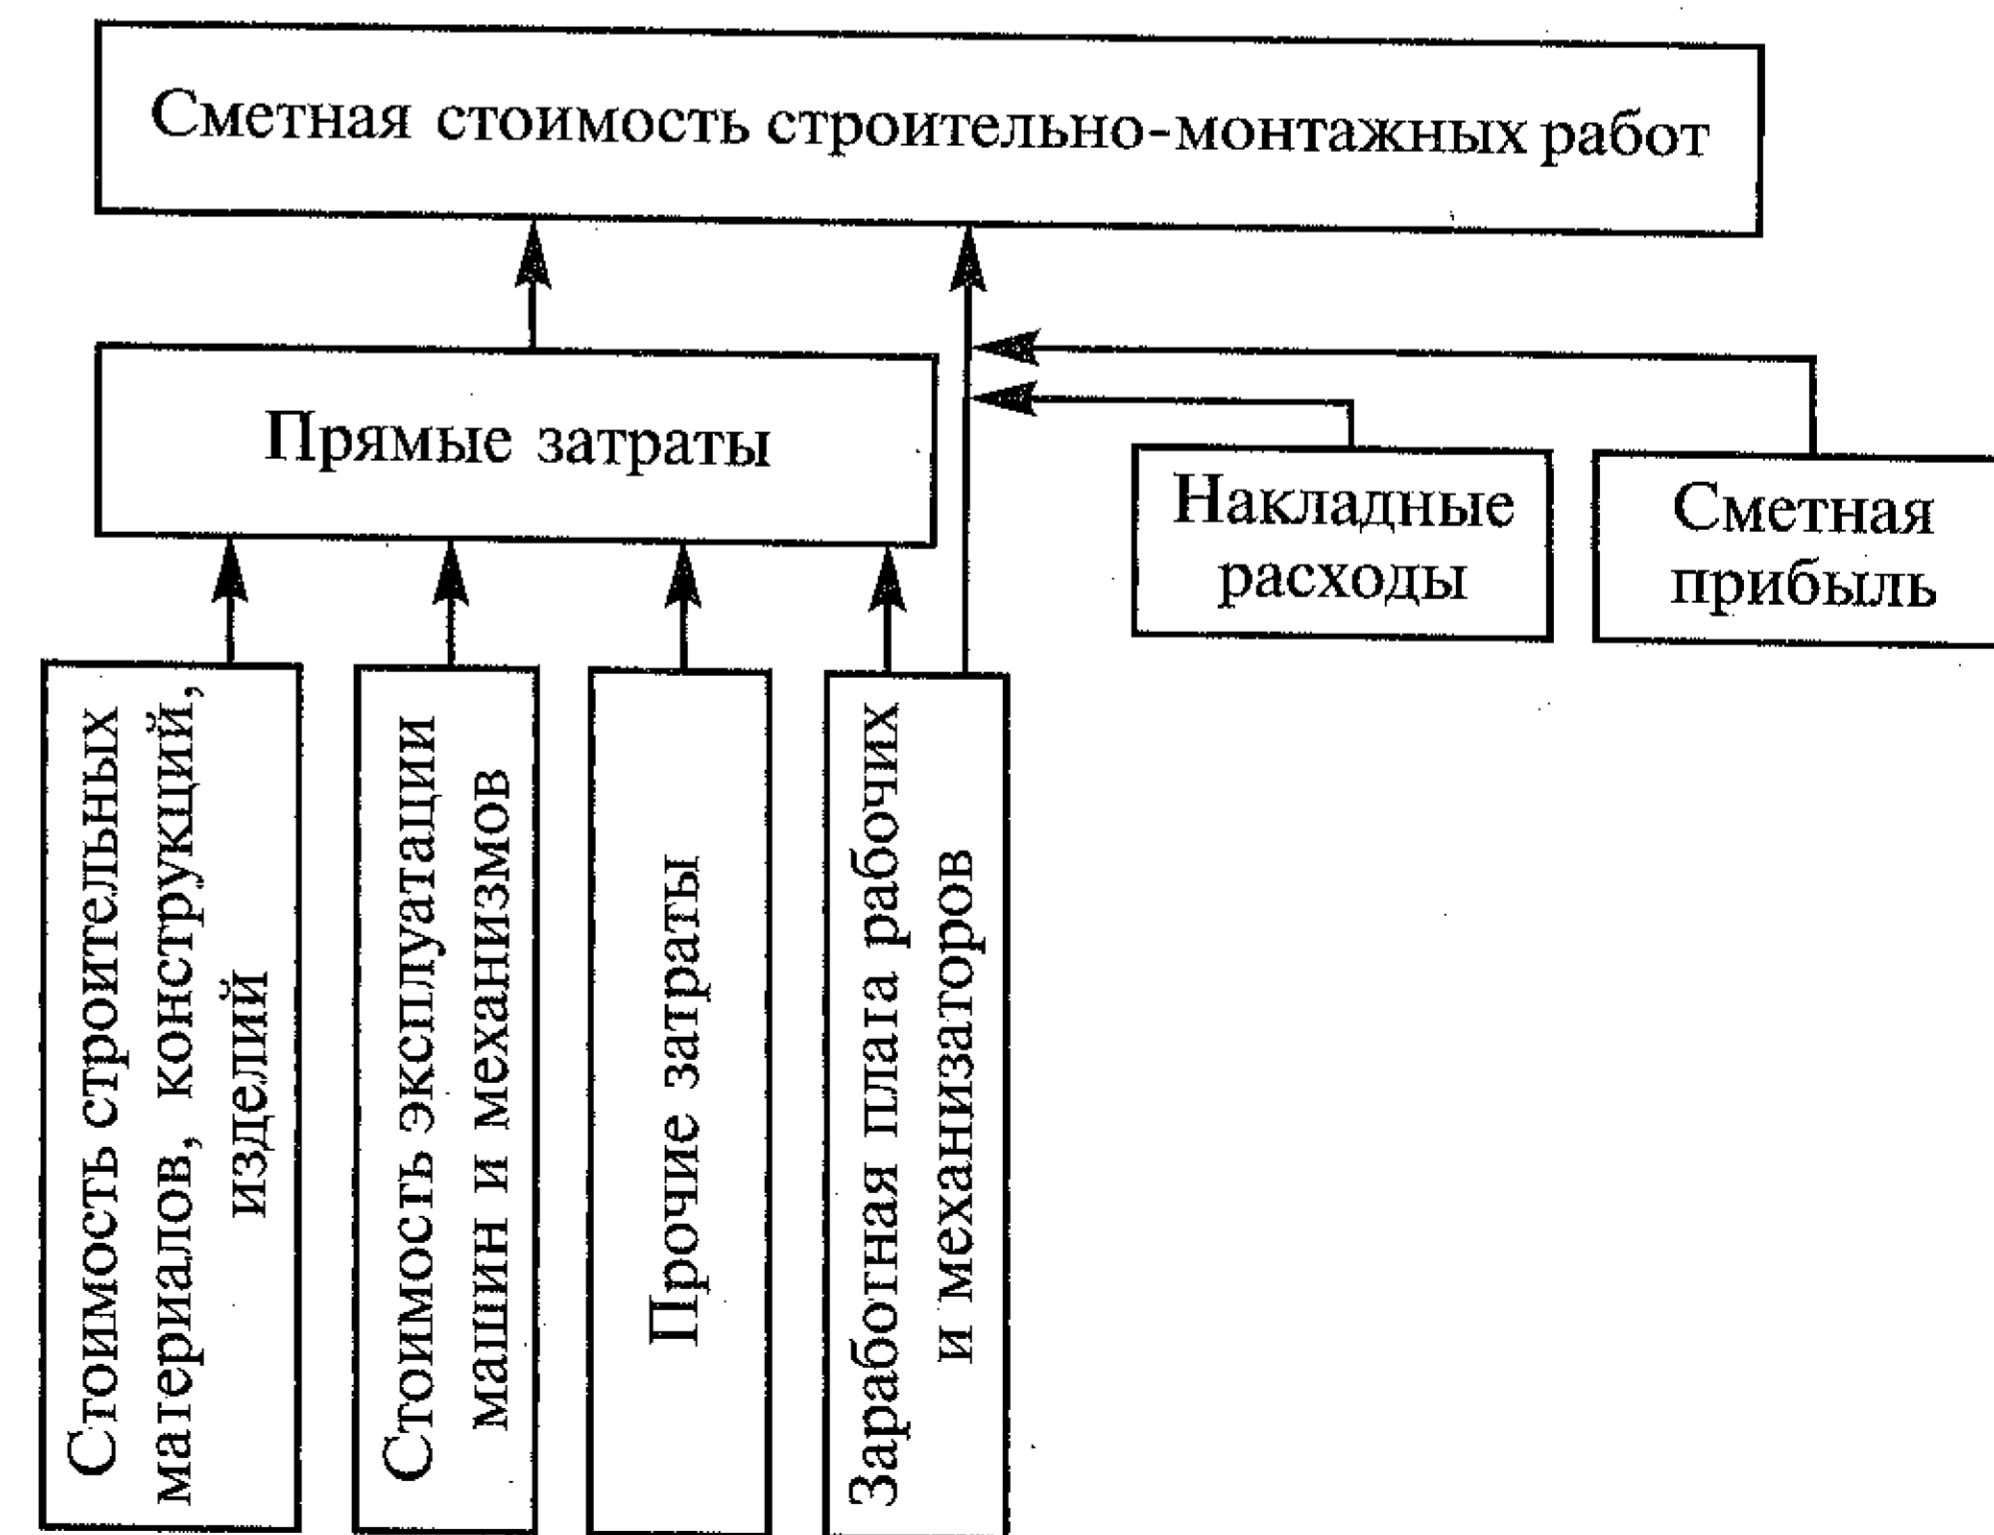 Сметная стоимость строительно-монтажных работ
Прямые затраты
Накладные
расходы
Сметная
прибыль
Стоимость строительных
материалов, конструкций,
изделий
Стоимость эксплуатации
машин и механизмов
Прочие затраты
Заработная плата рабочих
и механизаторов